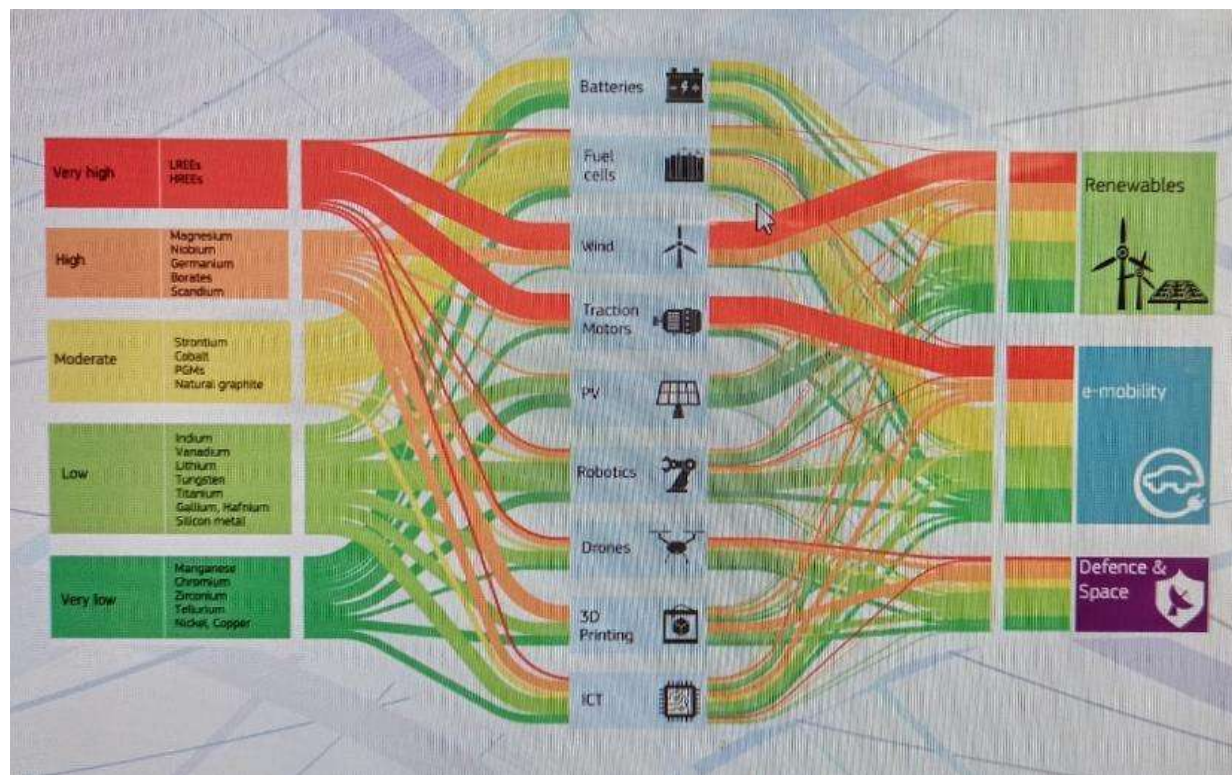 Very high
LREEs
HREEs
High
Magnesium
Niobium
Germanium
Borates
Scandium
Moderate
Strontium
Cobalt
PGMs
Natural graphite
Low
Indium
Vanadium
Lithium
Tungsten
Titanium
Gallium, Hafnium
Silicon metal
Very low
Manganese
Chromium
Zirconium
Tellurium
Nickel, Copper
Batteries
Fuel
cells
Wind
Traction
Motors
PV
Robotics
Drones
3D
Printing
ICT
Renewables
e-mobility
Defence &
Space